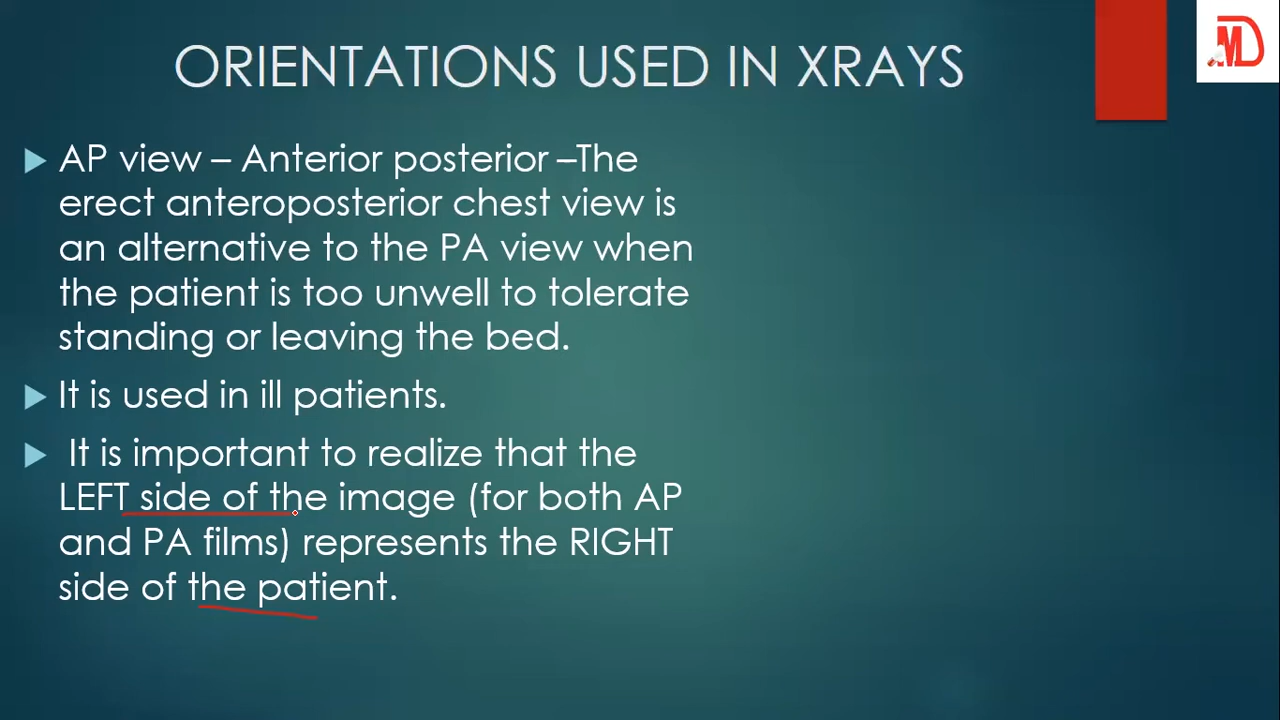 ORIENTATIONS USED IN XRAYS
MD
AP view – Anterior posterior –The
erect anteroposterior chest view is
an alternative to the PA view when
the patient is too unwell to tolerate
standing or leaving the bed.
It is used in ill patients.
It is important to realize that the
LEFT side of the image (for both AP
and PA films) represents the RIGHT
side of the patient.